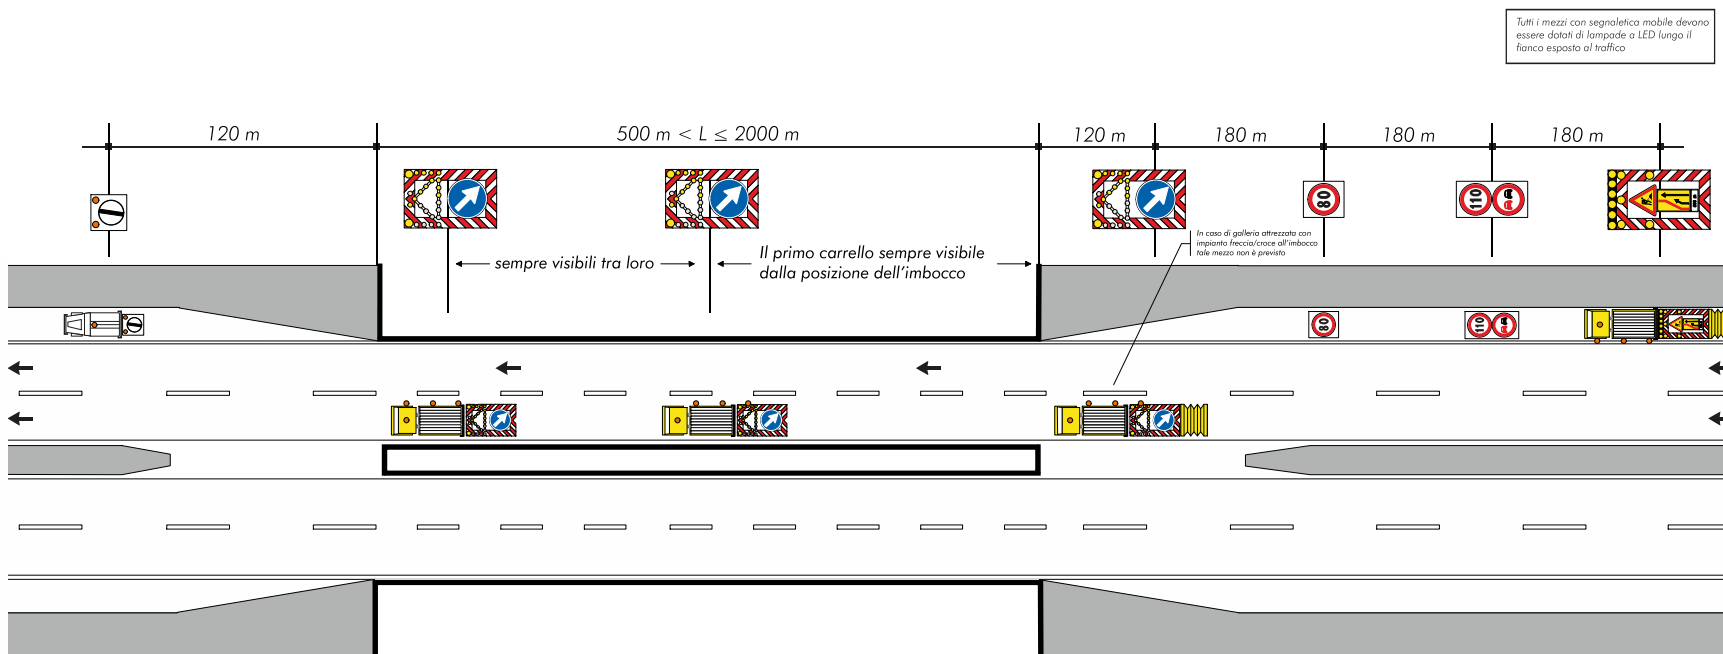 Tutti i mezzi con segnaletica mobile devono
essere dotati di lampade a LED lungo il
fianco esposto al traffico
120 m
500 m < L ≤ 2000 m
120 m
180 m
180 m
180 m
80
110
In caso di galleria attrezzata con
impianto freccia/croce all'imbocco
tale mezzo non è previsto
sempre visibili tra loro
Il primo carrello sempre visibile
dalla posizione dell'imbocco
80
110